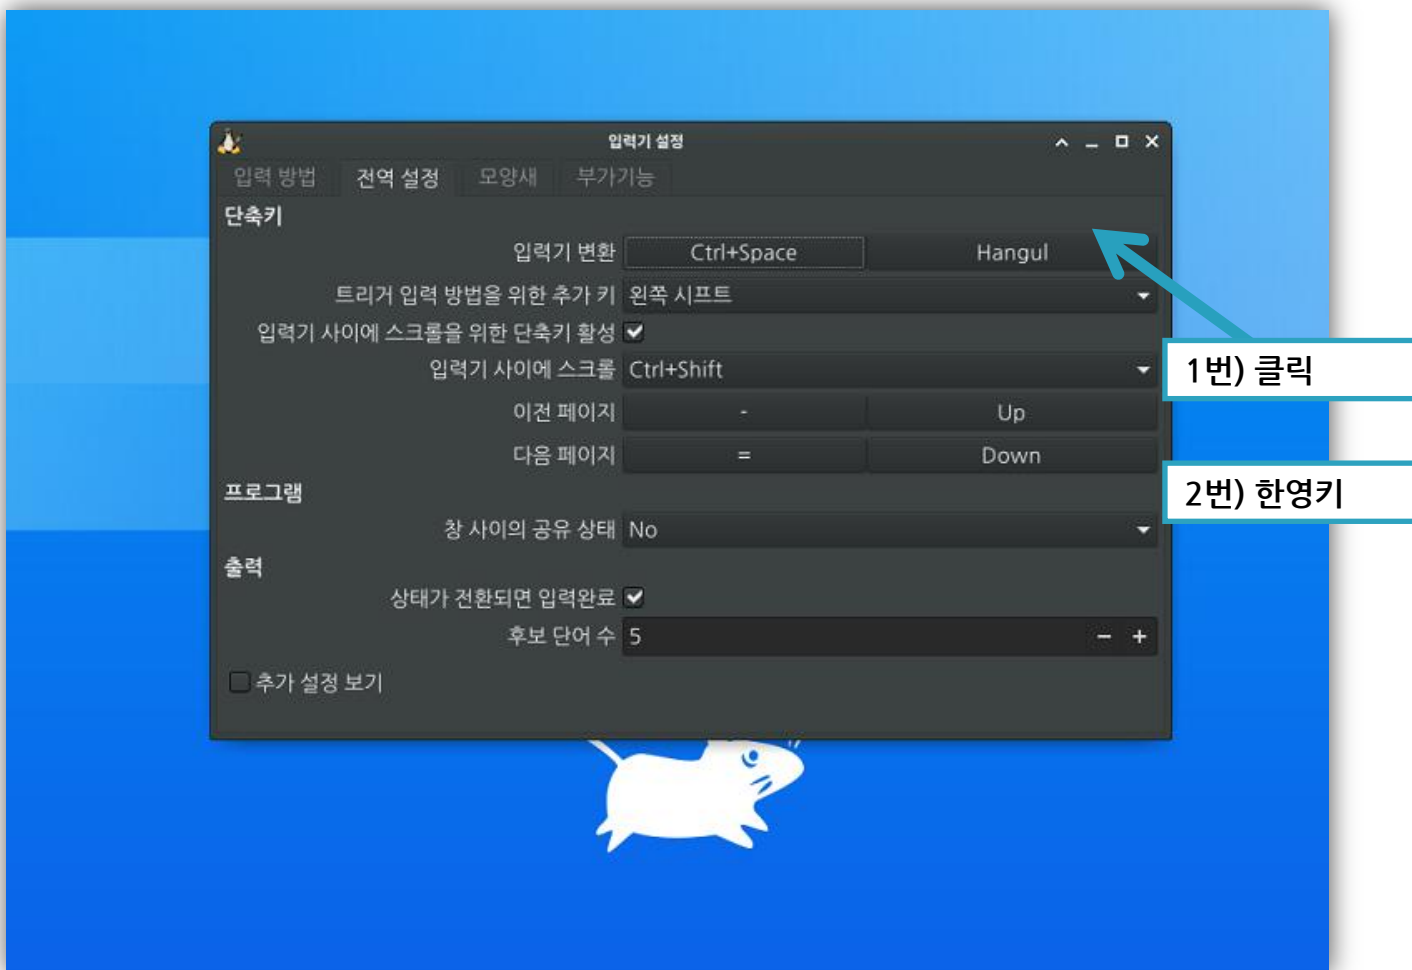 입력기 설정
입력 방법 전역 설정 모양새 부가기능
단축키
입력기 변환 Ctrl+Space Hangul
트리거 입력 방법을 위한 추가 키 왼쪽 시프트
입력기 사이에 스크롤을 위한 단축키 활성
입력기 사이에 스크롤 Ctrl+Shift
1번) 클릭
이전 페이지 - Up
다음 페이지 = Down
프로그램
2번) 한영키
창 사이의 공유 상태 No
출력
상태가 전환되면 입력완료
후보 단어 수 5 - +
추가 설정 보기